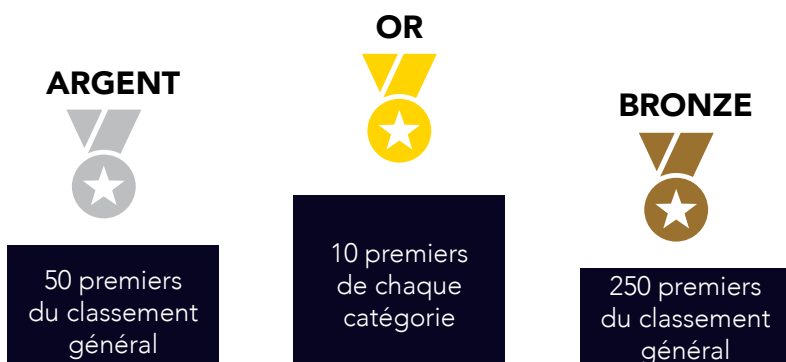 ARGENT
50 premiers
du classement
général
OR
10 premiers
de chaque
catégorie
BRONZE
250 premiers
du classement
général